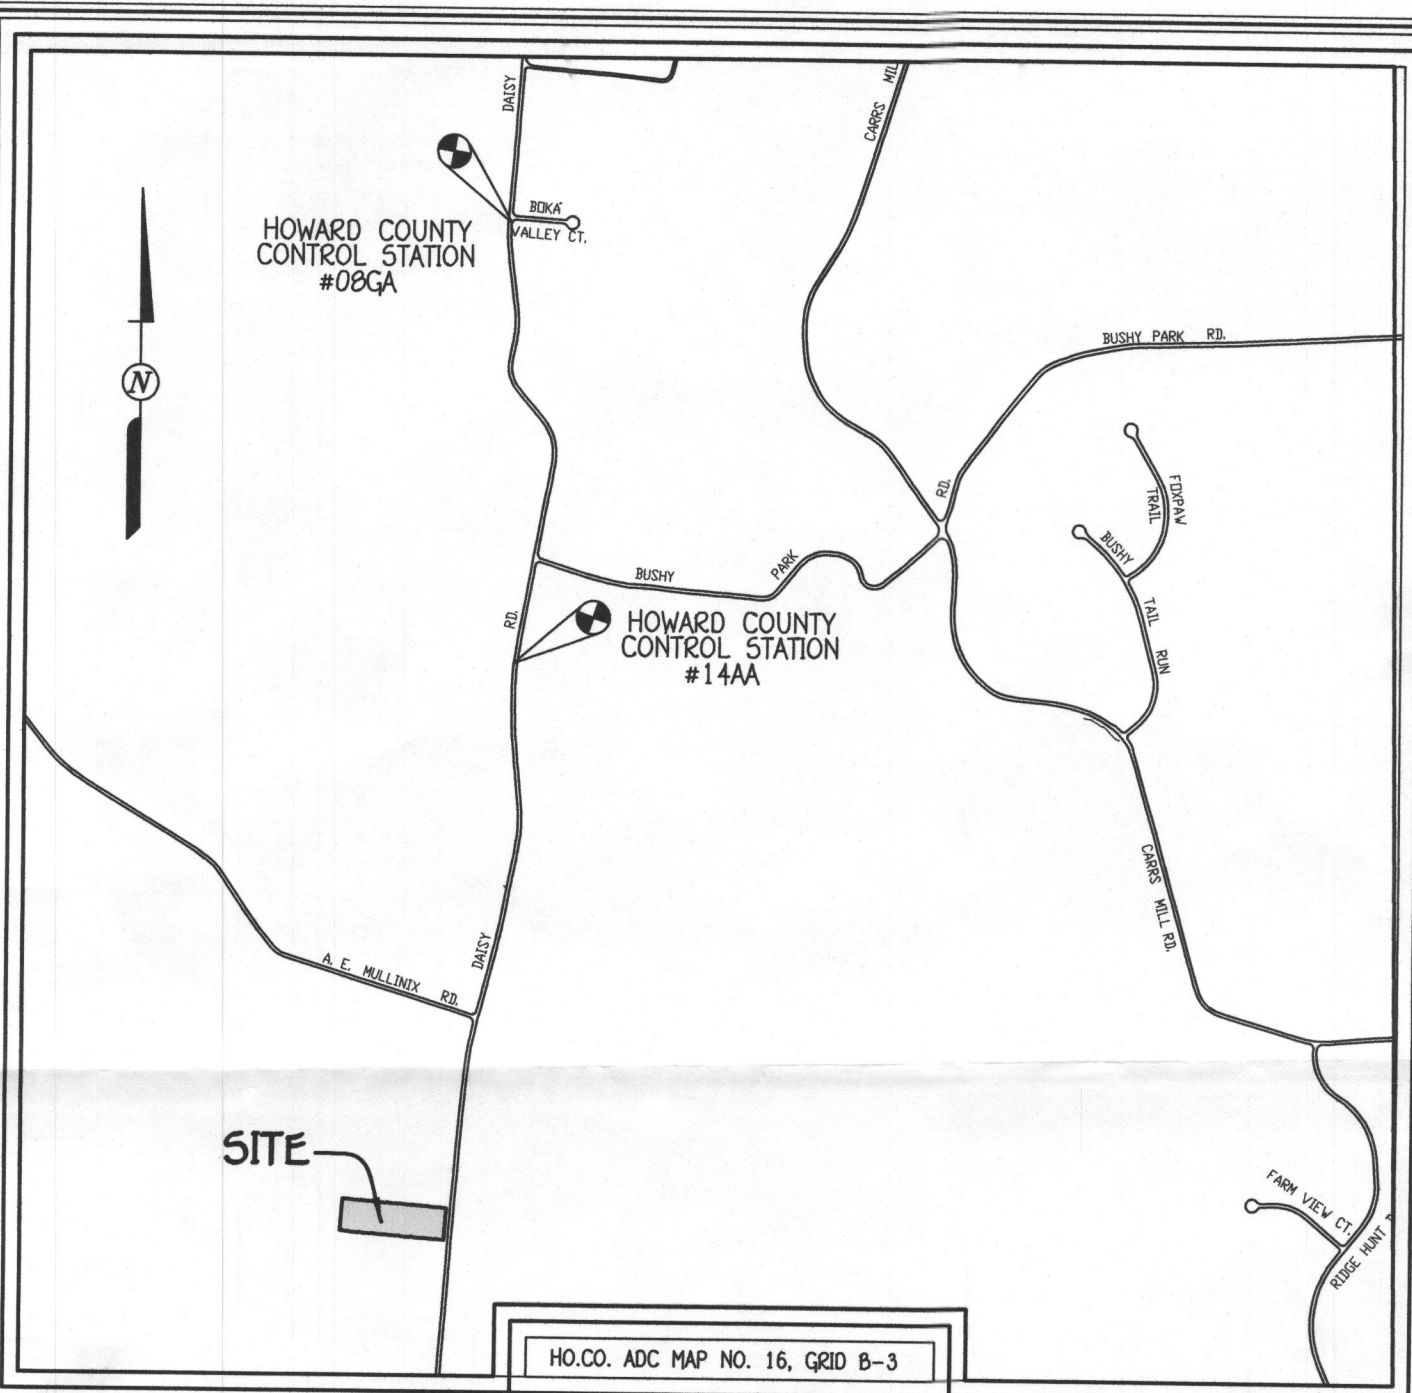 DAISY
CARRS MIL
HOWARD COUNTY
CONTROL STATION
#08GA
BOKA
VALLEY CT.
BUSHY PARK RD.
N
RD.
FOXPAW
TRAIL
BUSHY
TAIL
RUN
BUSHY PARK
RD.
HOWARD COUNTY
CONTROL STATION
#14AA
CARRS MILL RD.
DAISY
A. E. MULLINIX RD.
SITE
FARM VIEW CT.
RIDGE HUNT
HO.CO. ADC MAP NO. 16, GRID B-3